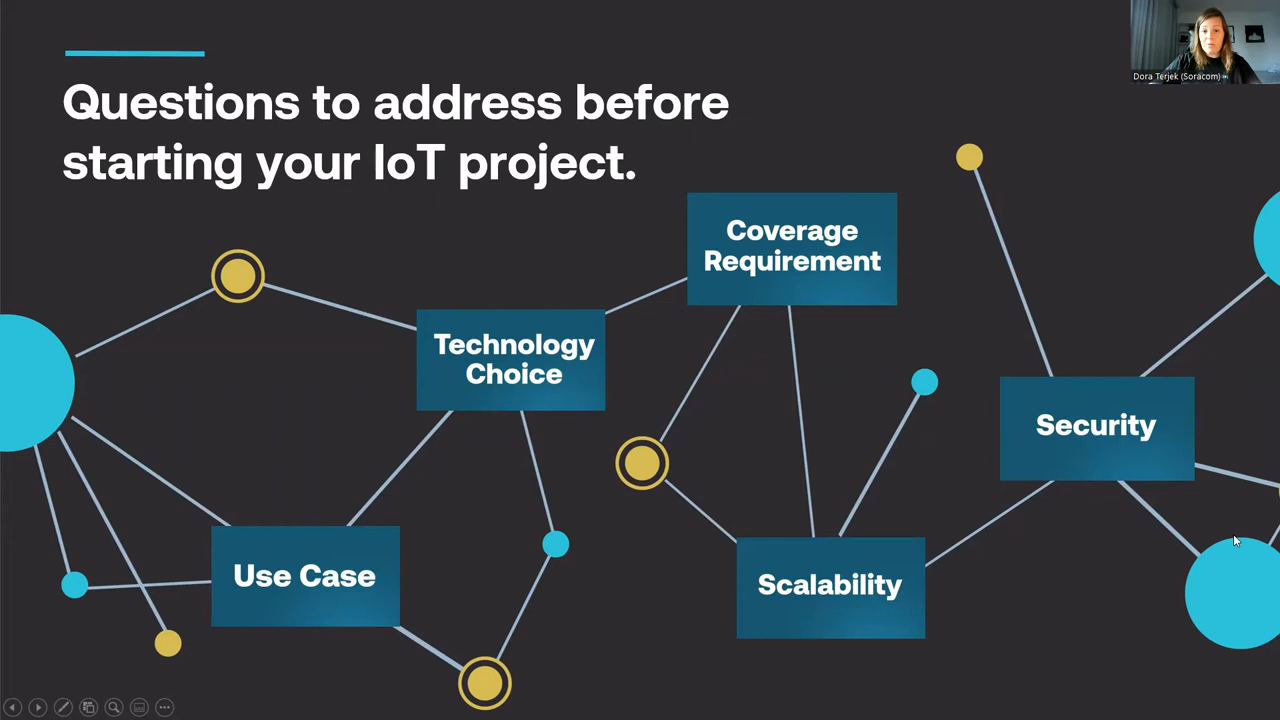 Questions to address before
starting your IoT project.
Dora Terjek (Soracom)
Coverage
Requirement
Technology
Choice
Security
Use Case
Scalability